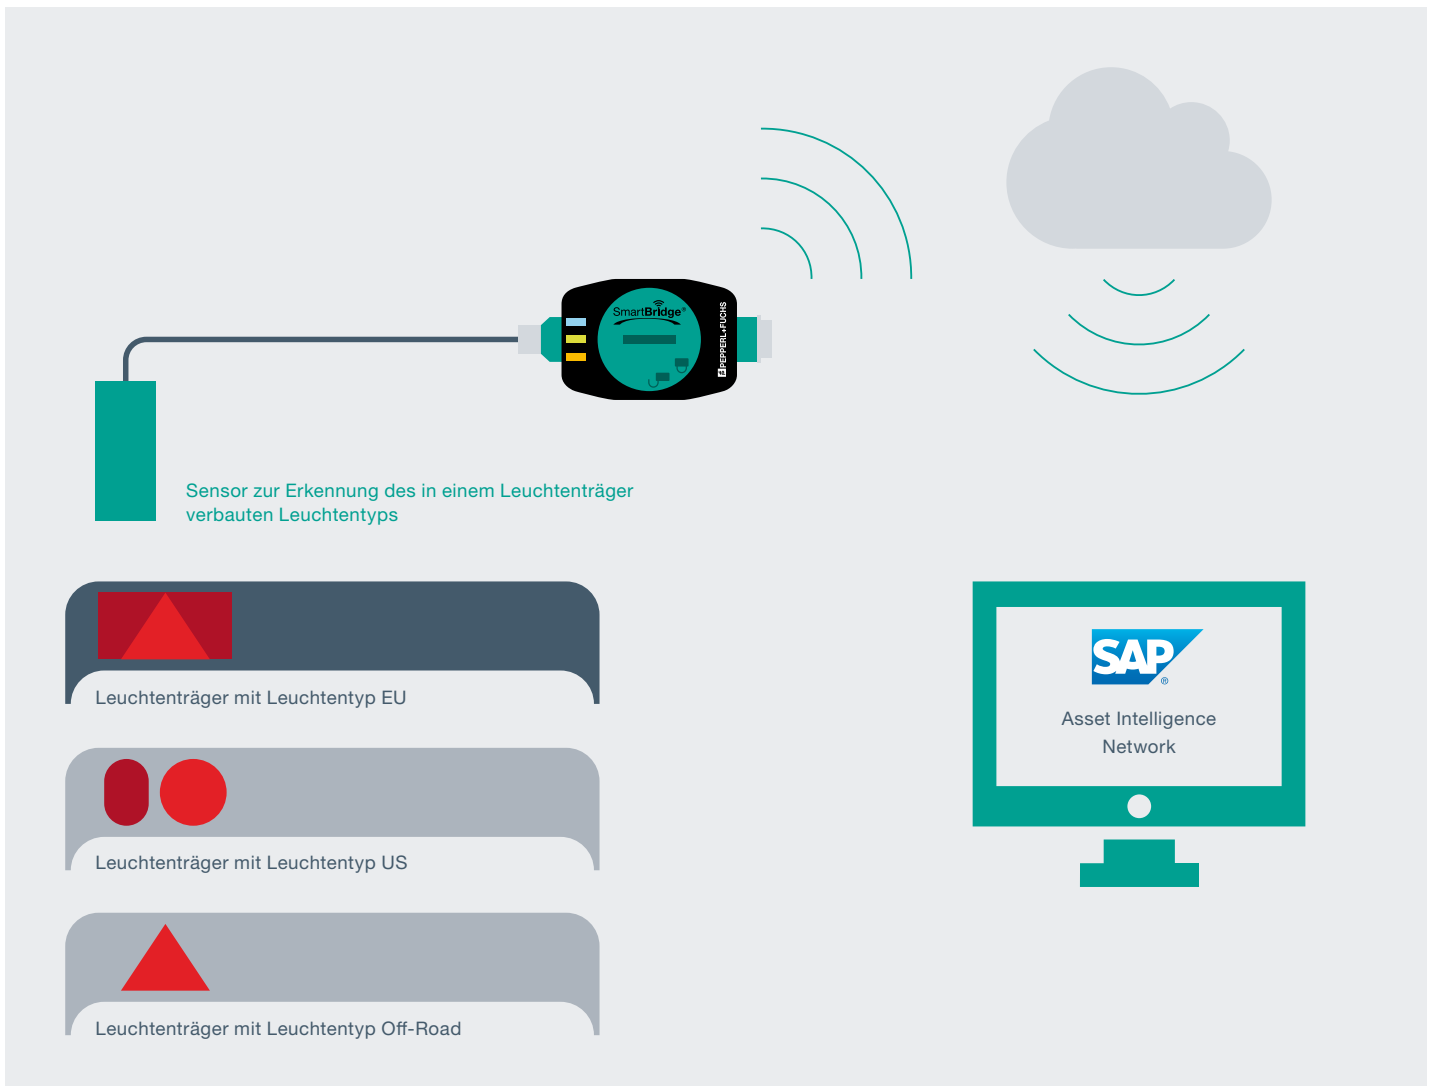 SmartBridge®
PEPPERL+FUCHS
Sensor zur Erkennung des in einem Leuchtenträger
verbauten Leuchtentyps
Leuchtenträger mit Leuchtentyp EU
Leuchtenträger mit Leuchtentyp US
Leuchtenträger mit Leuchtentyp Off-Road
SAP®
Asset Intelligence
Network